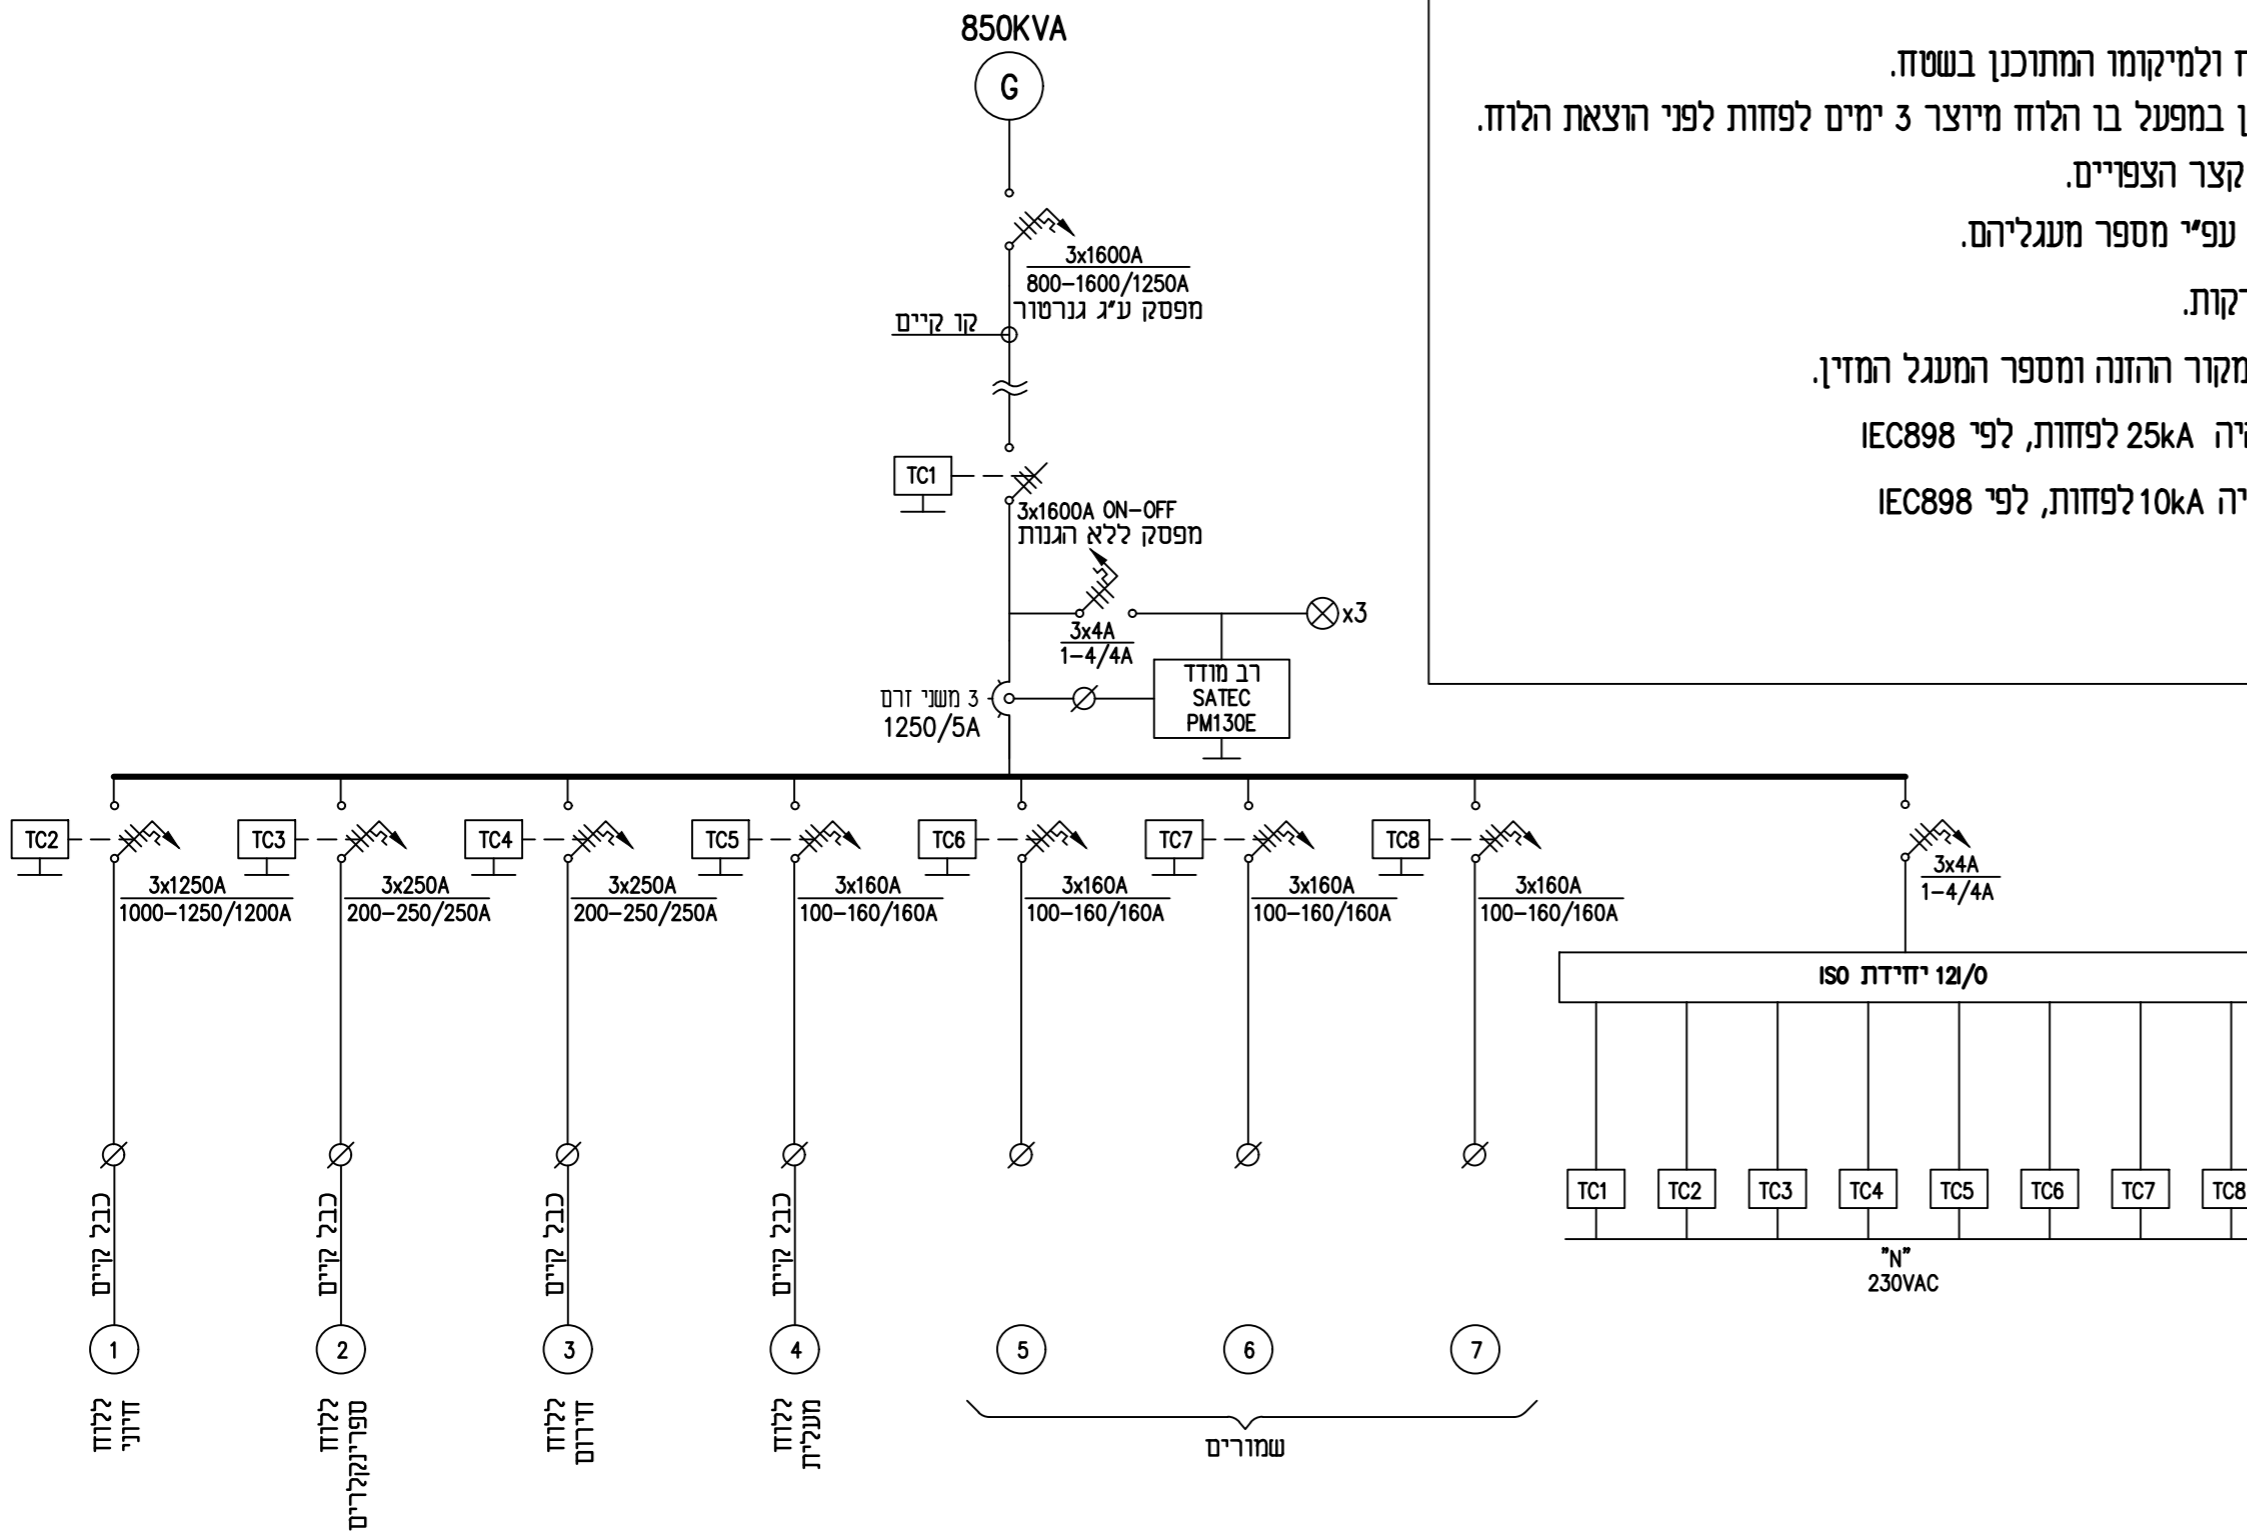 850KVA
G
3x1600A
800-1600/1250A
מפסק ע"ג גנרטור
קו קיים
TC1
3x1600A ON-OFF
מפסק ללא הגנות
3x4A
1-4/4A
x3
רב מודד
SATEC
PM130E
3 משני זרם
1250/5A
ולמיקומו המתוכנן בשטח.
במפעל בו הלוח מיוצר 3 ימים לפחות לפני הוצאת הלוח.
קצר הצפויים.
עפ"י מספר מעגליהם.
מקור ההזנה ומספר המעגל המזין.
25kA לפחות, לפי IEC898
10kA לפחות, לפי IEC898
TC2
3x1250A
1000-1250/1200A
TC3
3x250A
200-250/250A
TC4
3x250A
200-250/250A
TC5
3x160A
100-160/160A
TC6
3x160A
100-160/160A
TC7
3x160A
100-160/160A
TC8
3x160A
100-160/160A
3x4A
1-4/4A
12I/O יחידת ISO
TC1 TC2 TC3 TC4 TC5 TC6 TC7 TC8
"N"
230VAC
כבל קיים
כבל קיים
כבל קיים
כבל קיים
1 2 3 4 5 6 7
ללוח
חיוני
ללוח
ספרינקלרים
ללוח
חירום
ללוח
מעלית
שמורים